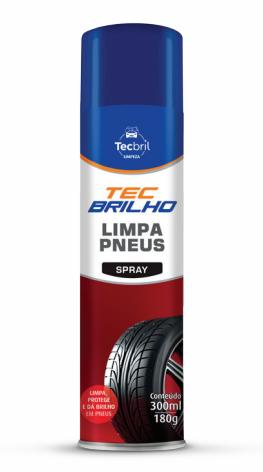 Tecbril
LIMPEZA
TEC
BRILHO
LIMPA
PNEUS
SPRAY
LIMPA,
PROTEGE
E DÁ BRILHO
EM PNEUS
Conteúdo
300ml
180g